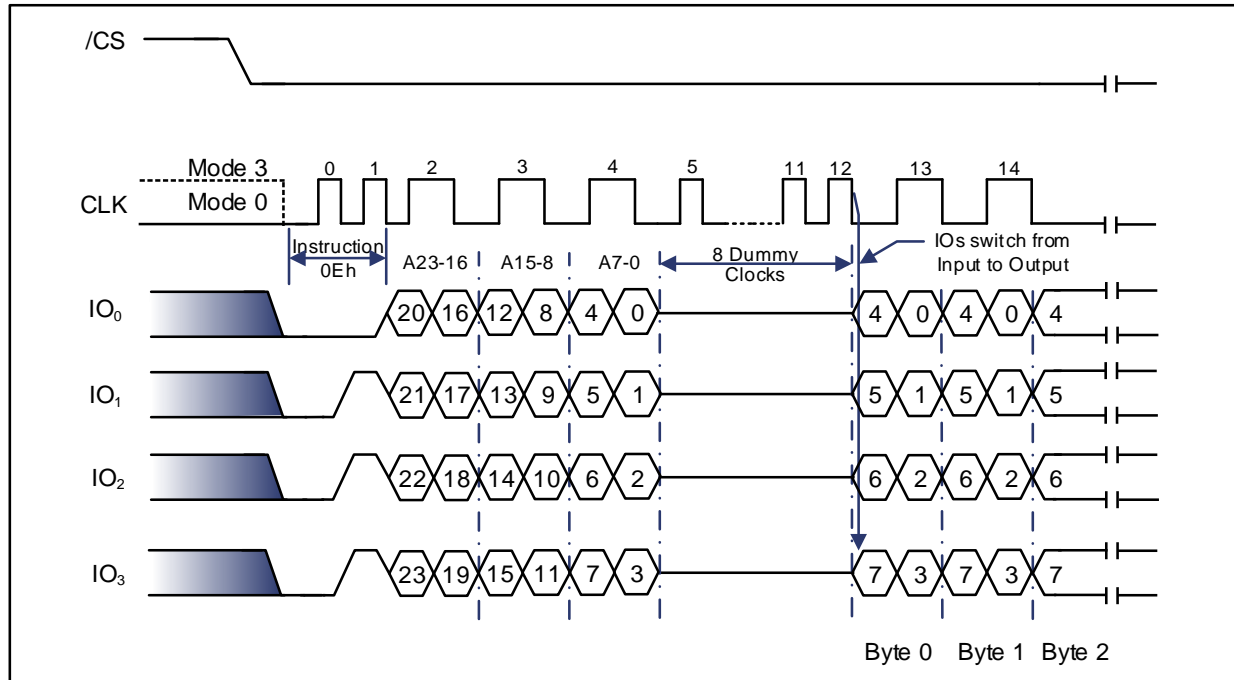 /CS
Mode 3
Mode 0
CLK
0 1 2 3 4 5 11 12 13 14
Instruction
0Eh
A23-16 A15-8 A7-0
8 Dummy
Clocks
IOs switch from
Input to Output
IO0 20 16 12 8 4 0 4 0 4 0 4
IO1 21 17 13 9 5 1 5 1 5 1 5
IO2 22 18 14 10 6 2 6 2 6 2 6
IO3 23 19 15 11 7 3 7 3 7 3 7
Byte 0 Byte 1 Byte 2